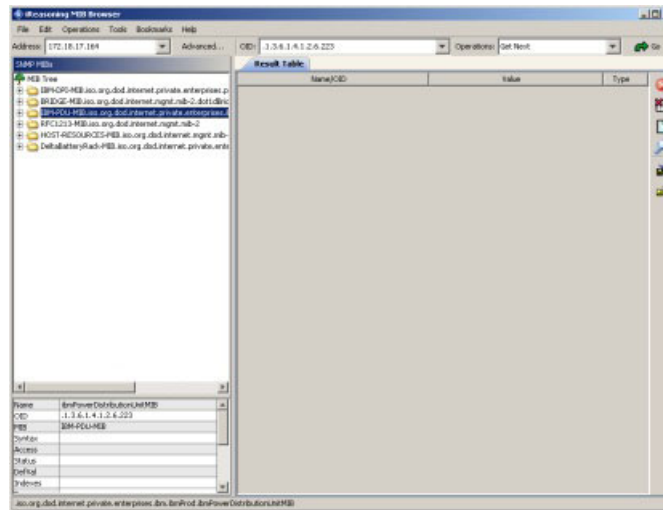 iReasoning MIB Browser
File Edit Operations Tools Bookmarks Help
Address: 172.18.17.164 Advanced... OID: .1.3.6.1.4.1.2.6.223 Operations: Get Next Go
SNMP MIBs
Result Table
Name/OID Value Type
MIB Tree
IBM-OPS-MIB.iso.org.dod.internet.private.enterprises.p
BRIDGE-MIB.iso.org.dod.internet.mgmt.mib-2.dot1dBric
IBM-PDU-MIB.iso.org.dod.internet.private.enterprises.i
RFC1213-MIB.iso.org.dod.internet.mgmt.mib-2
HOST-RESOURCES-MIB.iso.org.dod.internet.mgmt.mib-
DeltaBatteryRack-MIB.iso.org.dod.internet.private.ente
Name ibmPowerDistributionUnitMIB
OID .1.3.6.1.4.1.2.6.223
MIB IBM-PDU-MIB
Syntax
Access
Status
DefVal
Indexes
.iso.org.dod.internet.private.enterprises.ibm.ibmProd.ibmPowerDistributionUnitMIB